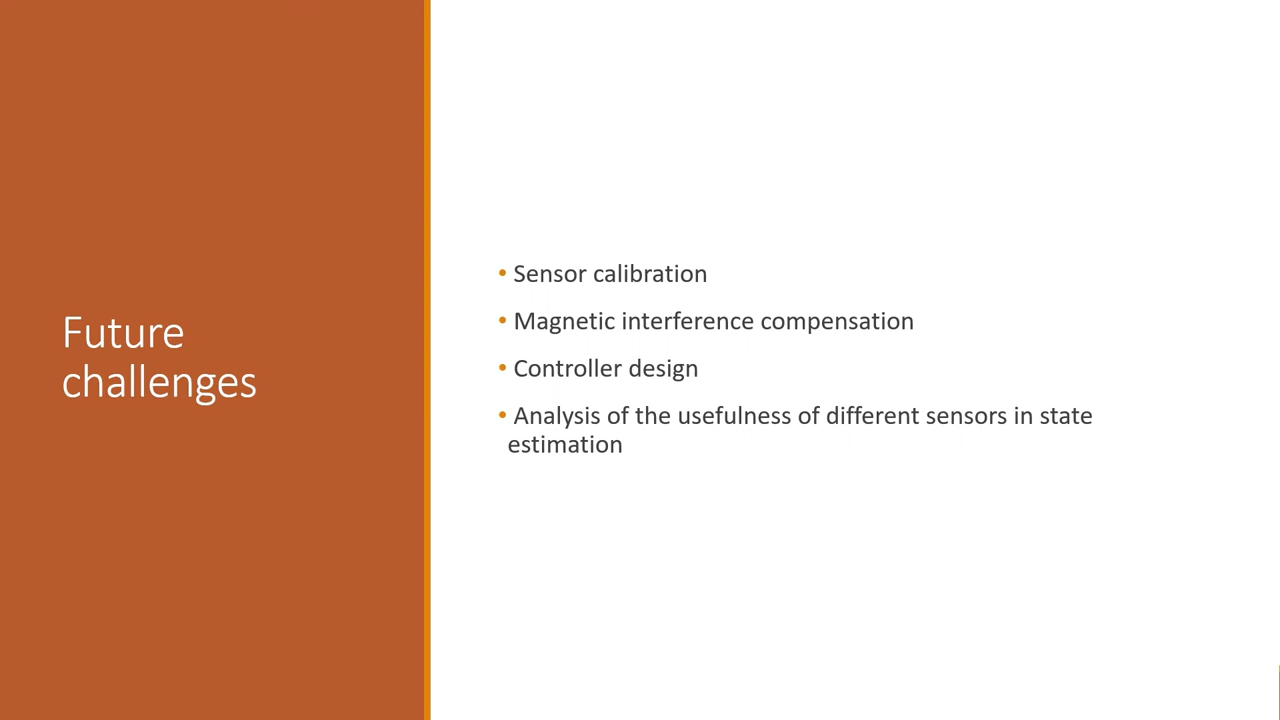 Future
challenges
• Sensor calibration
• Magnetic interference compensation
• Controller design
• Analysis of the usefulness of different sensors in state
estimation